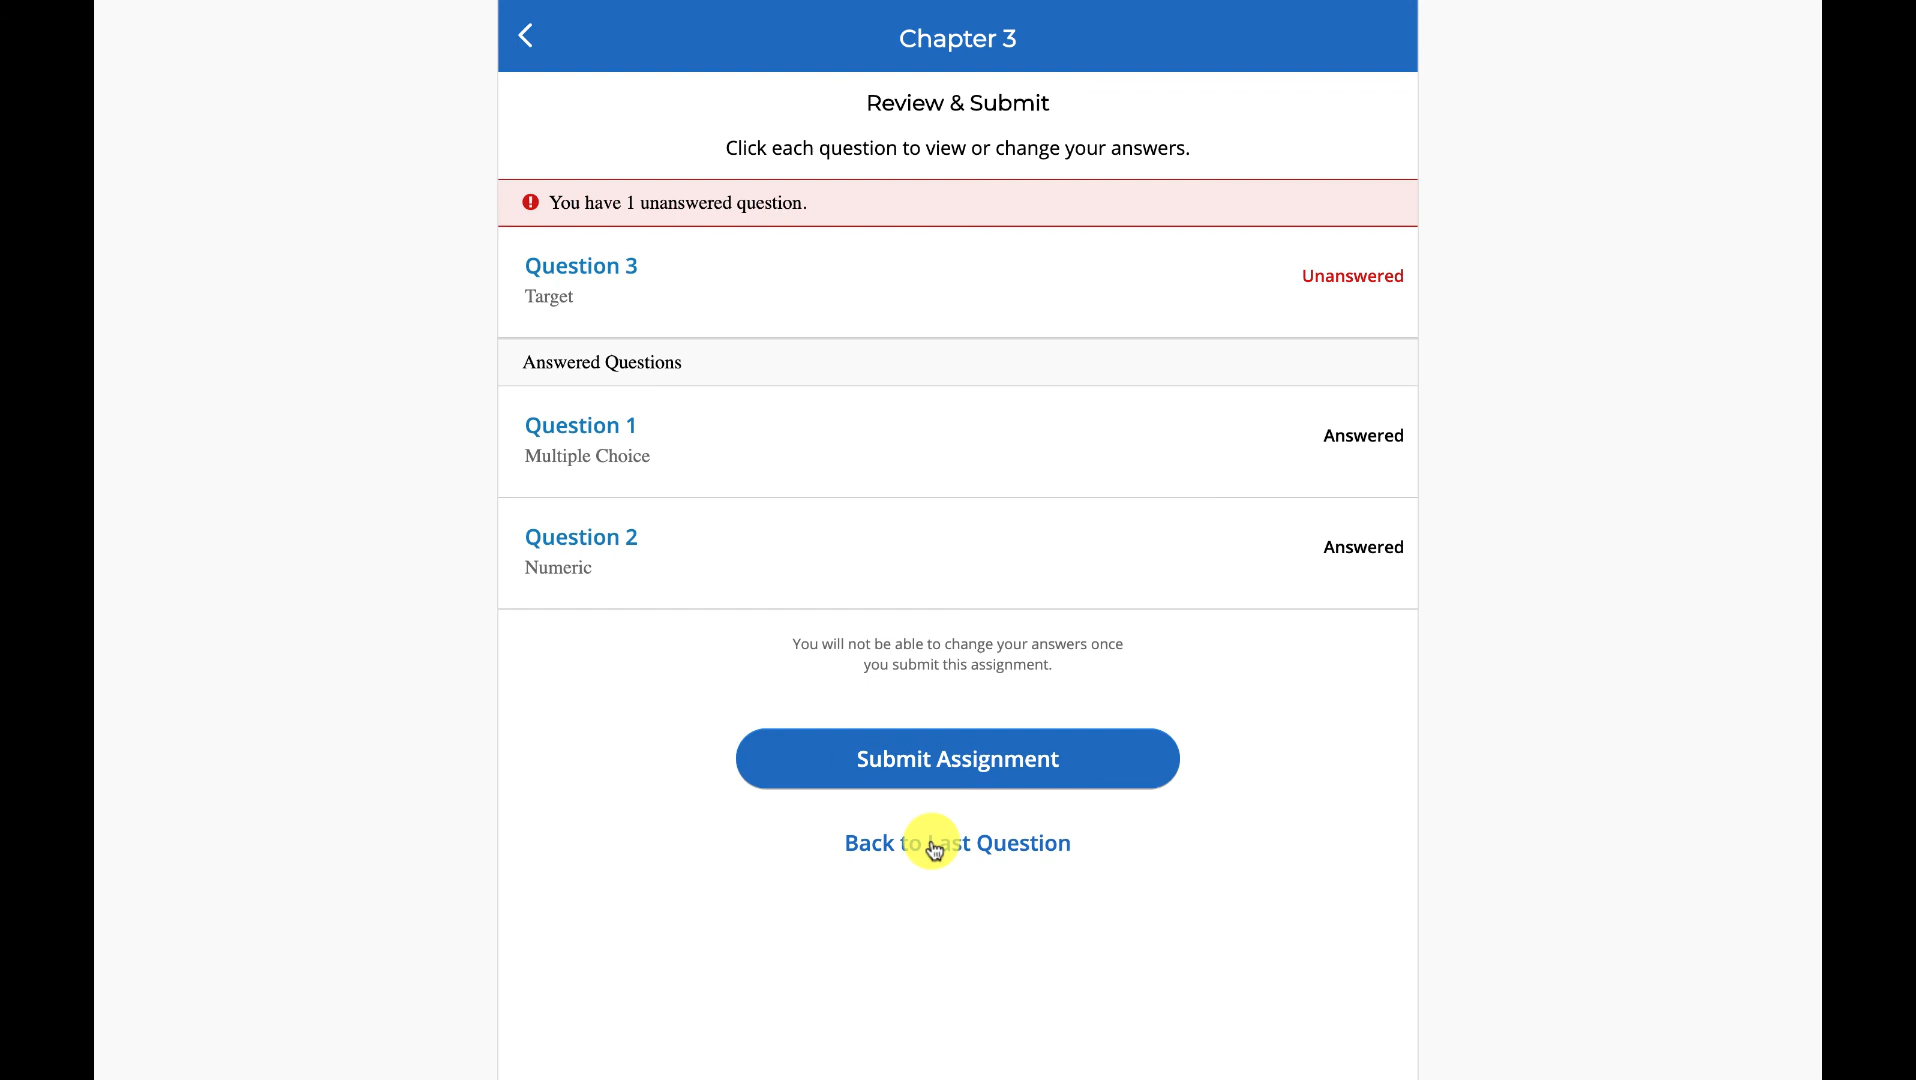 Chapter 3
Review & Submit
Click each question to view or change your answers.
You have 1 unanswered question.
Question 3
Unanswered
Target
Answered Questions
Question 1
Answered
Multiple Choice
Question 2
Answered
Numeric
You will not be able to change your answers once
you submit this assignment.
Submit Assignment
Back to Last Question